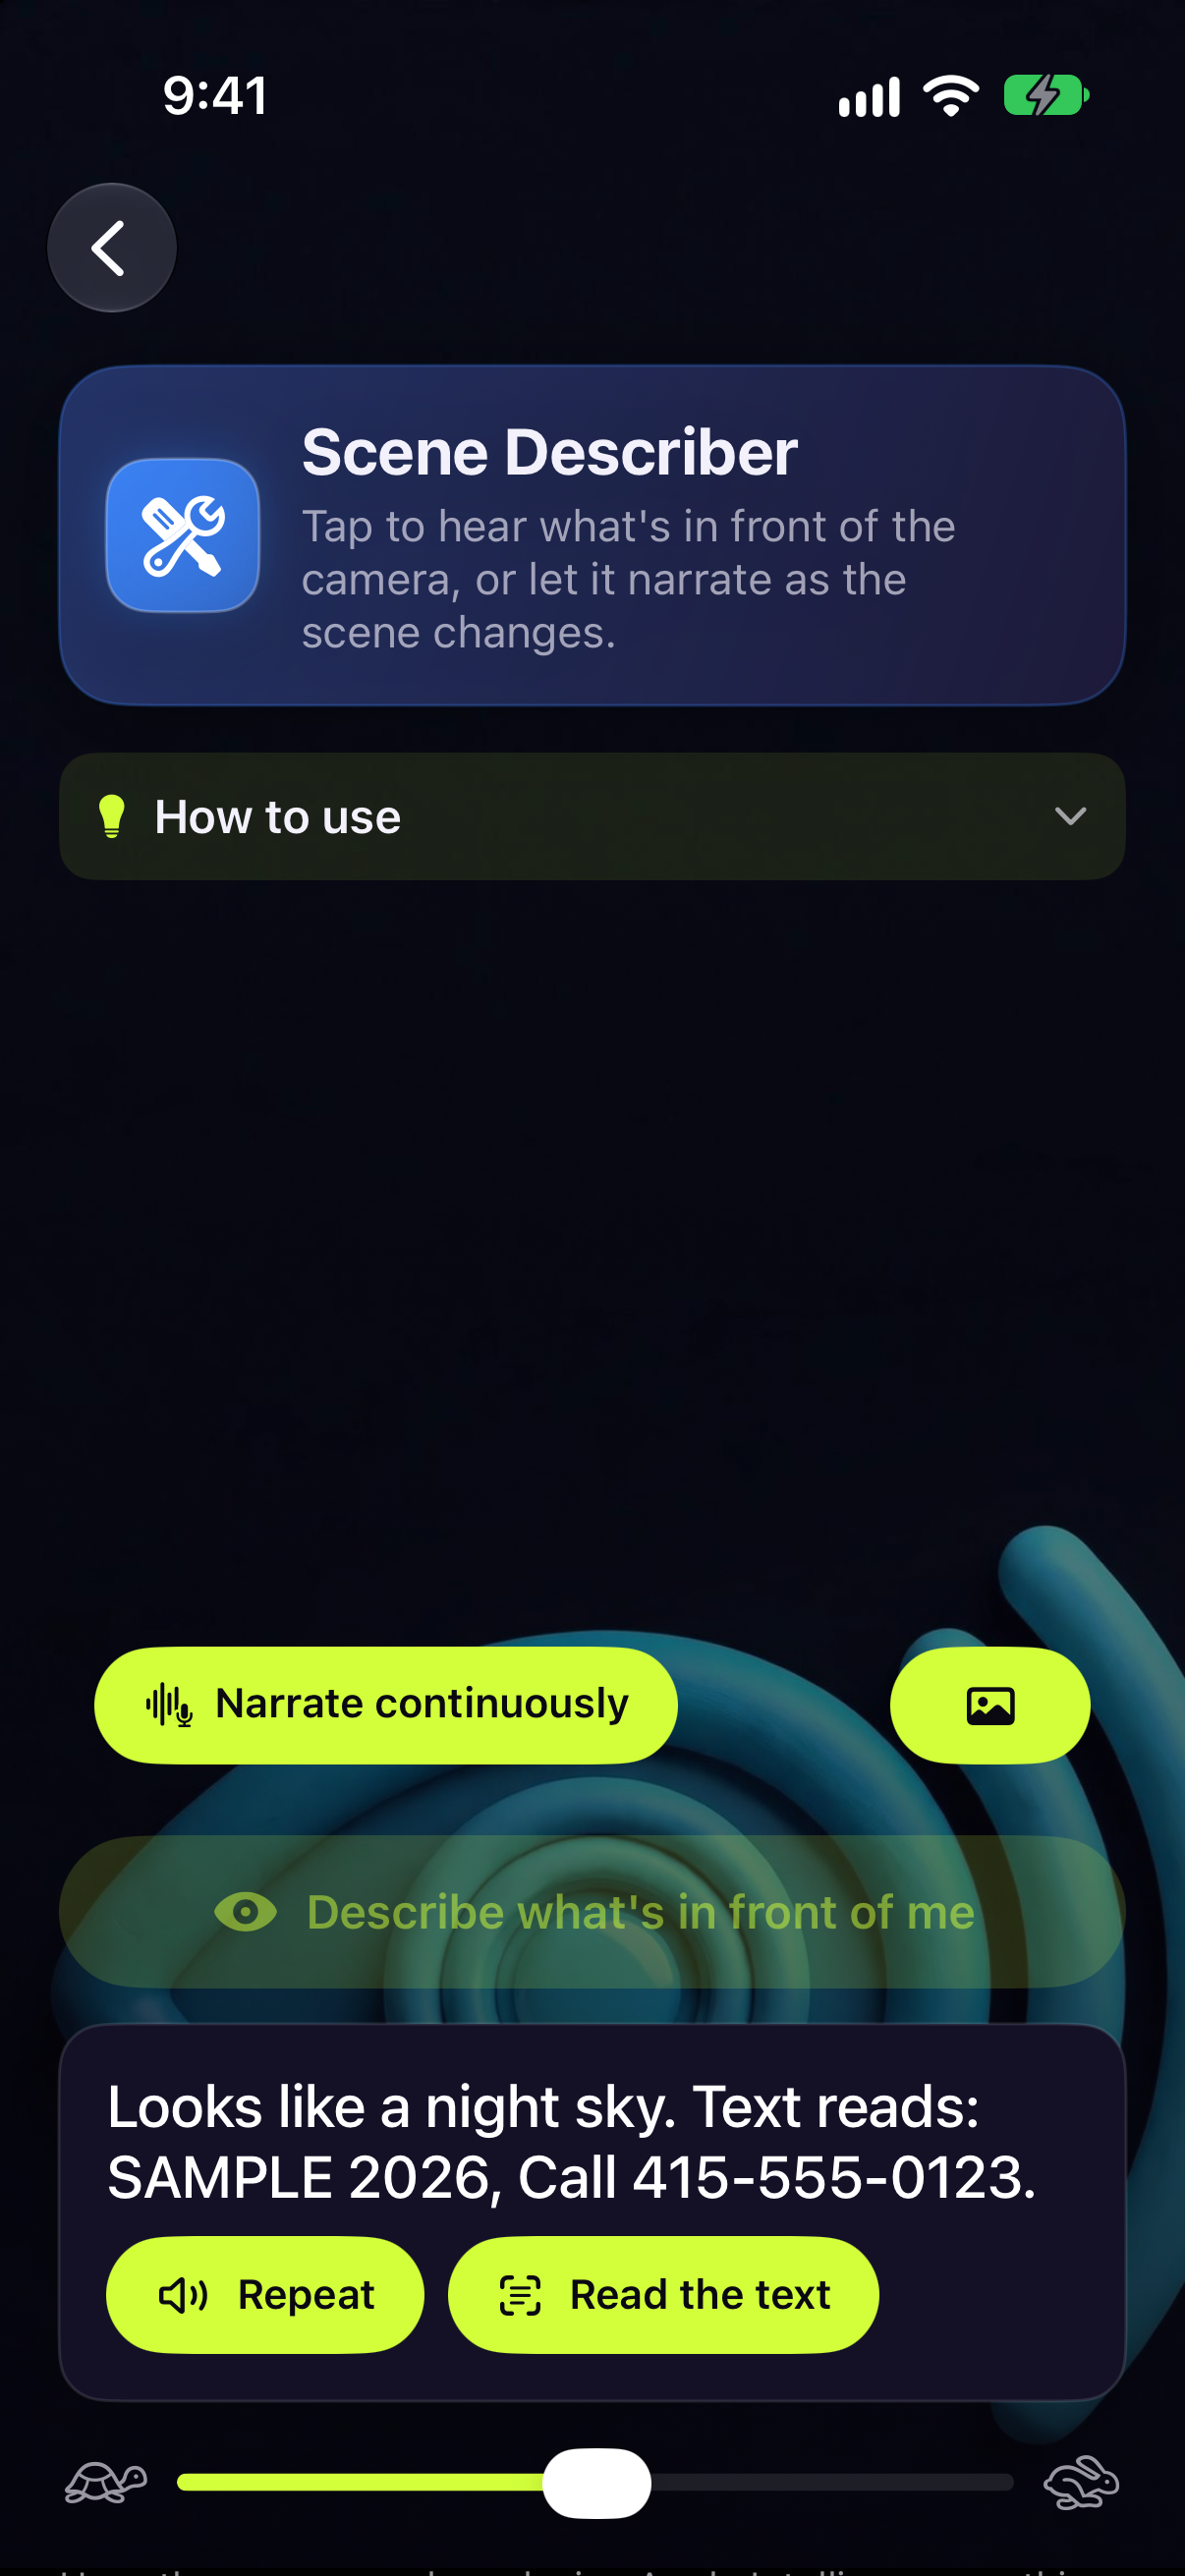 9:41
Scene Describer
Tap to hear what's in front of the
camera, or let it narrate as the
scene changes.
How to use
Narrate continuously
Describe what's in front of me
Looks like a night sky. Text reads:
SAMPLE 2026, Call 415-555-0123.
Repeat
Read the text